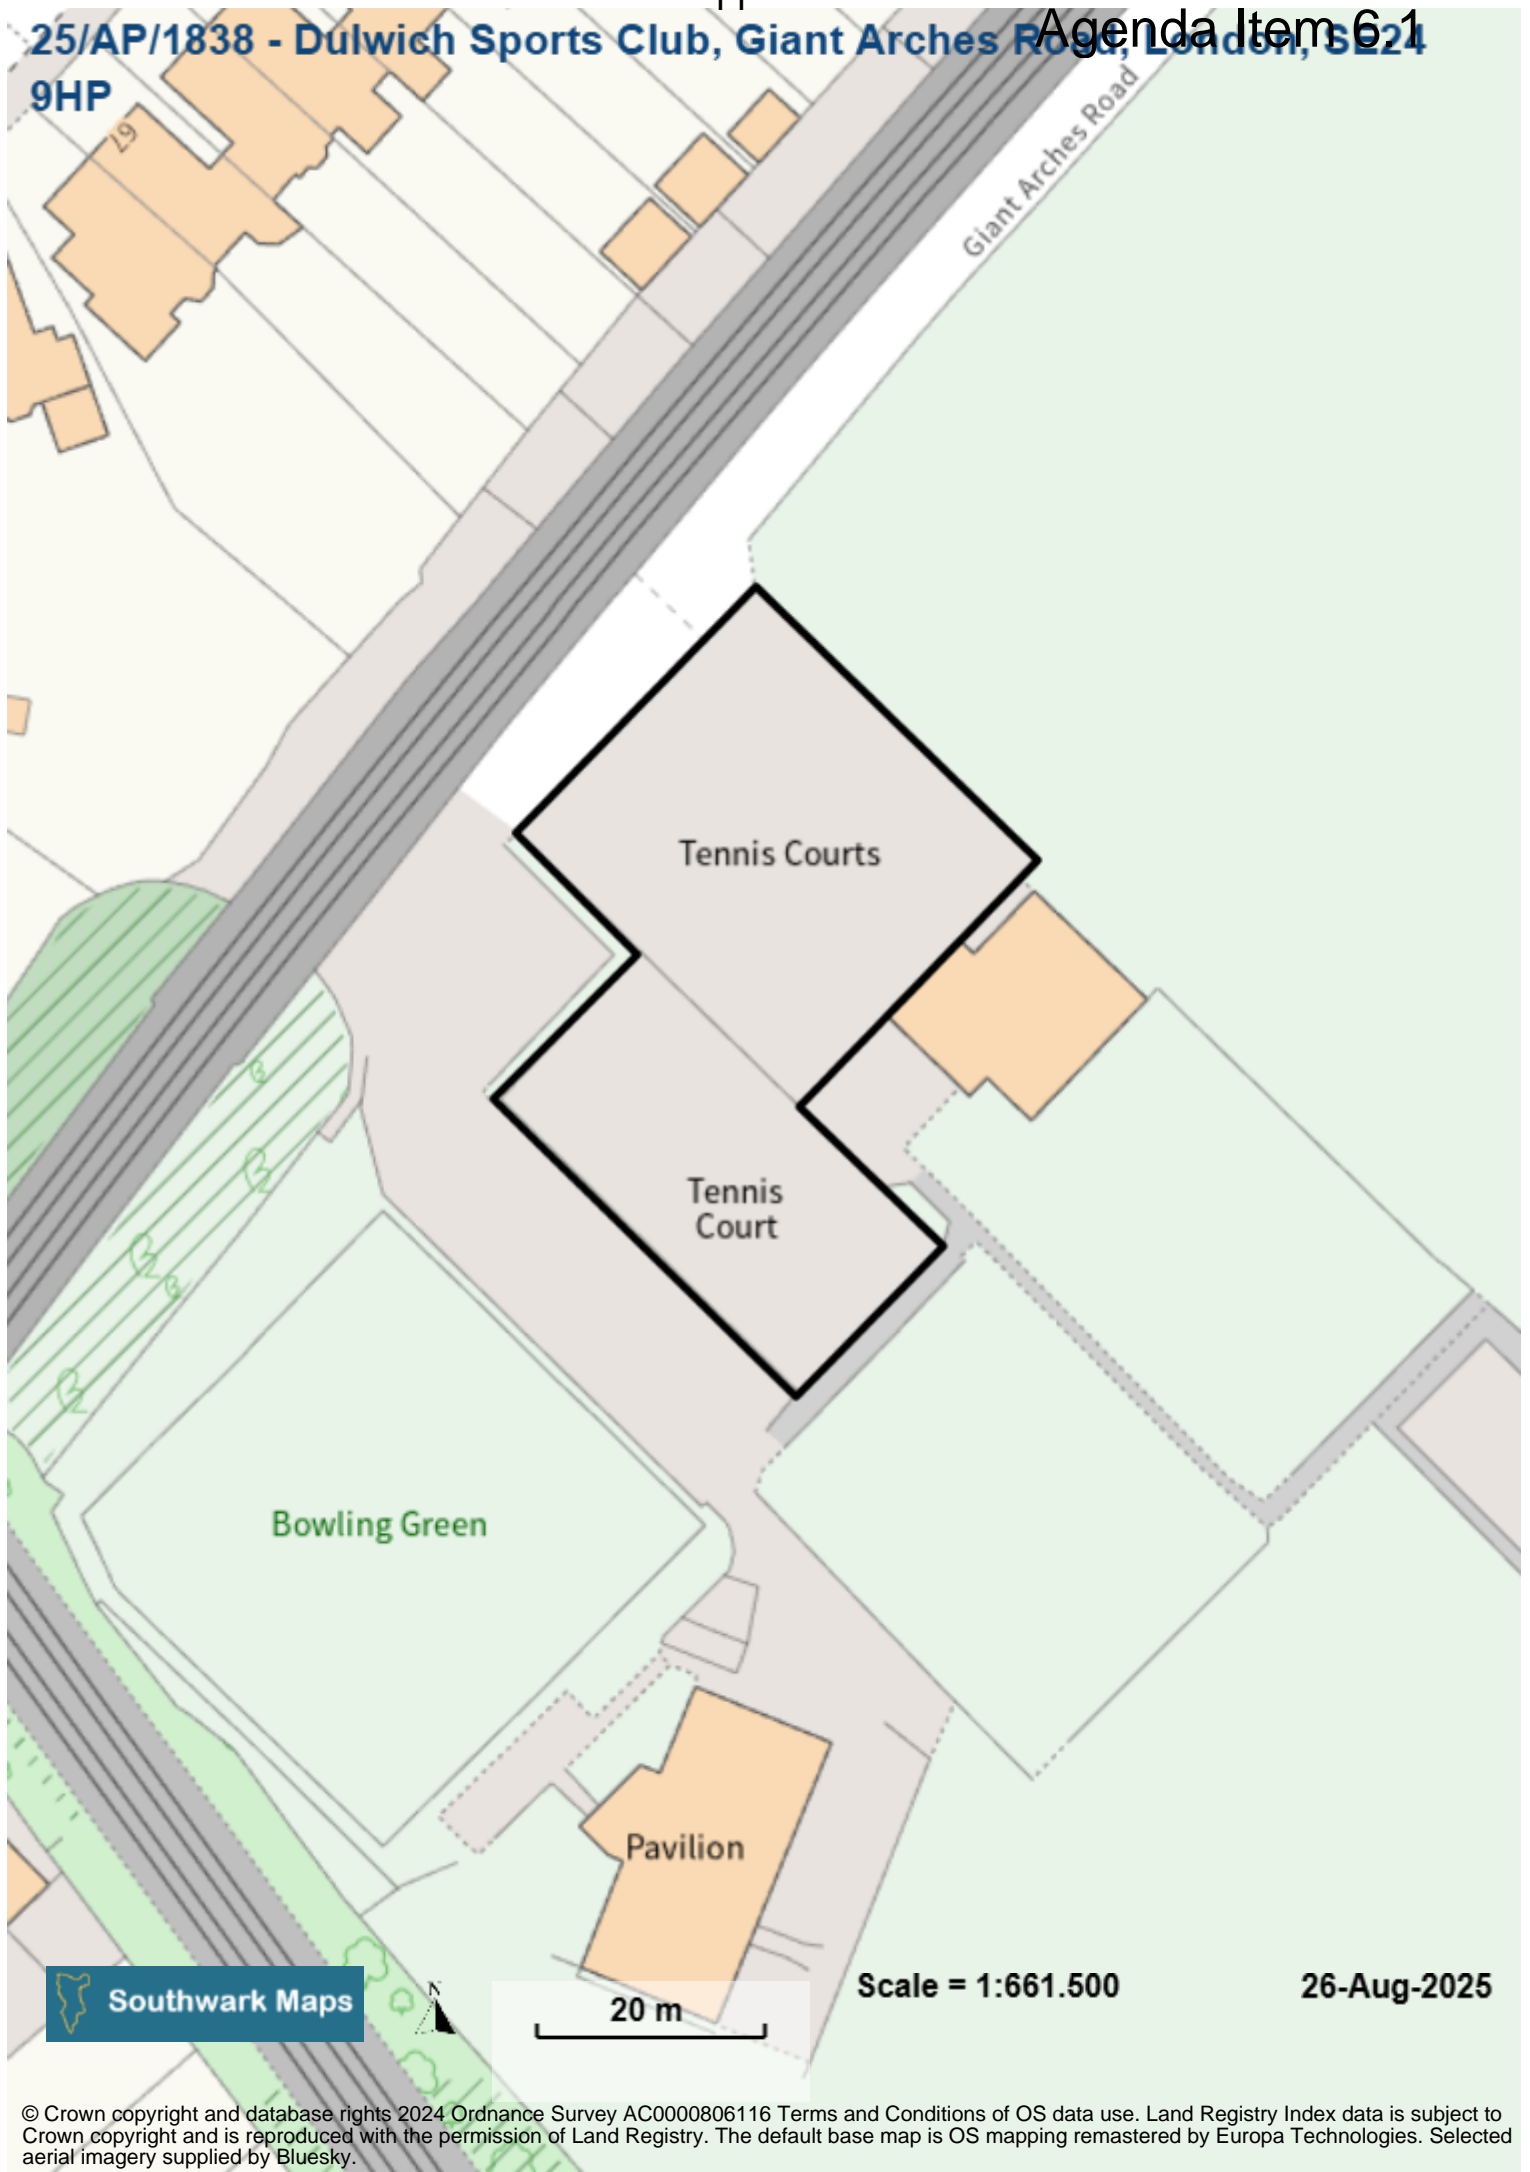 Agenda Item 6.1
25/AP/1838 - Dulwich Sports Club, Giant Arches Road, London, SE24
9HP
67
Giant Arches Road
Tennis Courts
Tennis
Court
Bowling Green
Pavilion
Southwark Maps
N
20 m
Scale = 1:661.500
26-Aug-2025
© Crown copyright and database rights 2024 Ordnance Survey AC0000806116 Terms and Conditions of OS data use. Land Registry Index data is subject to
Crown copyright and is reproduced with the permission of Land Registry. The default base map is OS mapping remastered by Europa Technologies. Selected
aerial imagery supplied by Bluesky.